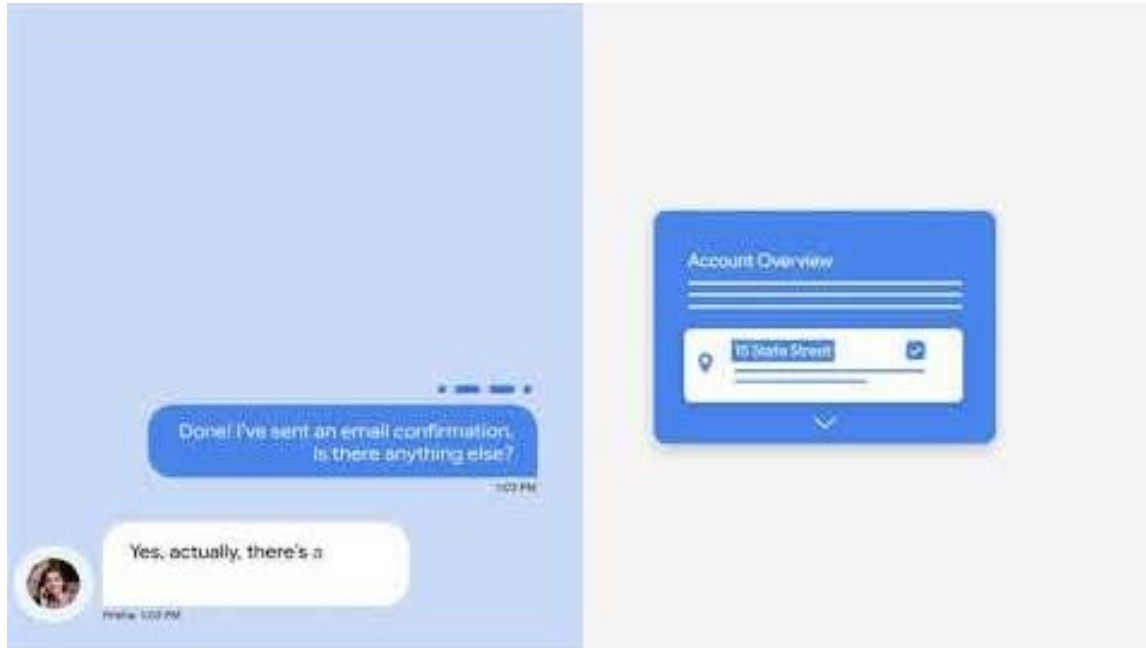 Done! I've sent an email confirmation,
is there anything else?
1:03 PM
Yes, actually, there's a
1:03 PM
Account Overview
15 State Street